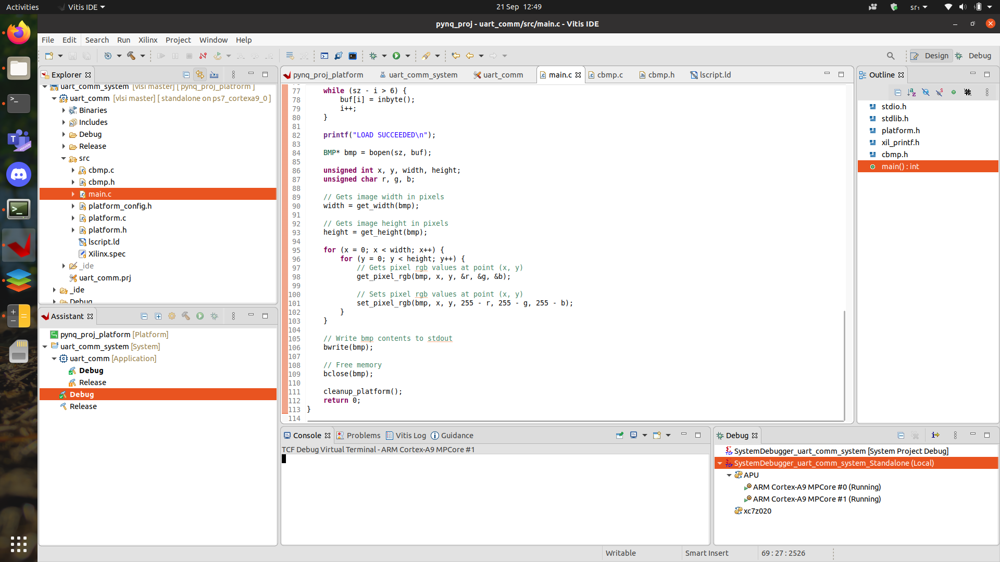 Activities
Vitis IDE
21 Sep 12:49
sr₁
pynq_proj - uart_comm/src/main.c - Vitis IDE
File Edit Search Run Xilinx Project Window Help
Design
Debug
Explorer
uart_comm_system [vlsi master] [ pynq_proj_platform ]
uart_comm [vlsi master] [ standalone on ps7_cortexa9_0 ]
Binaries
Includes
Debug
Release
src
cbmp.c
cbmp.h
main.c
platform_config.h
platform.c
platform.h
lscript.ld
Xilinx.spec
_ide
uart_comm.prj
_ide
Debug
Assistant
pynq_proj_platform [Platform]
uart_comm_system [System]
uart_comm [Application]
Debug
Release
Debug
Release
pynq_proj_platform uart_comm_system uart_comm main.c cbmp.c cbmp.h lscript.ld
77 while (sz - i > 6) {
78 buf[i] = inbyte();
79 i++;
80 }
81
82 printf("LOAD SUCCEEDED\n");
83
84 BMP* bmp = bopen(sz, buf);
85
86 unsigned int x, y, width, height;
87 unsigned char r, g, b;
88
89 // Gets image width in pixels
90 width = get_width(bmp);
91
92 // Gets image height in pixels
93 height = get_height(bmp);
94
95 for (x = 0; x < width; x++) {
96 for (y = 0; y < height; y++) {
97 // Gets pixel rgb values at point (x, y)
98 get_pixel_rgb(bmp, x, y, &r, &g, &b);
99
100 // Sets pixel rgb values at point (x, y)
101 set_pixel_rgb(bmp, x, y, 255 - r, 255 - g, 255 - b);
102 }
103 }
104
105 // Write bmp contents to stdout
106 bwrite(bmp);
107
108 // Free memory
109 bclose(bmp);
110
111 cleanup_platform();
112 return 0;
113 }
114
Outline
stdio.h
stdlib.h
platform.h
xil_printf.h
cbmp.h
main() : int
Console Problems Vitis Log Guidance
TCF Debug Virtual Terminal - ARM Cortex-A9 MPCore #1
Debug
SystemDebugger_uart_comm_system [System Project Debug]
SystemDebugger_uart_comm_system_Standalone (Local)
APU
ARM Cortex-A9 MPCore #0 (Running)
ARM Cortex-A9 MPCore #1 (Running)
xc7z020
Writable
Smart Insert
69 : 27 : 2526